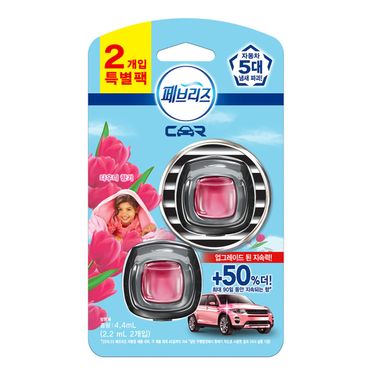 2 개입
특별팩
자동차
5대
냄새 파괴!
페브리즈
CAR
다우니 향기
업그레이드 된 지속력!
+50%더!
최대 90일 동안 지속되는 향*
용량: 4.4mL
(2.2 mL 2개입)